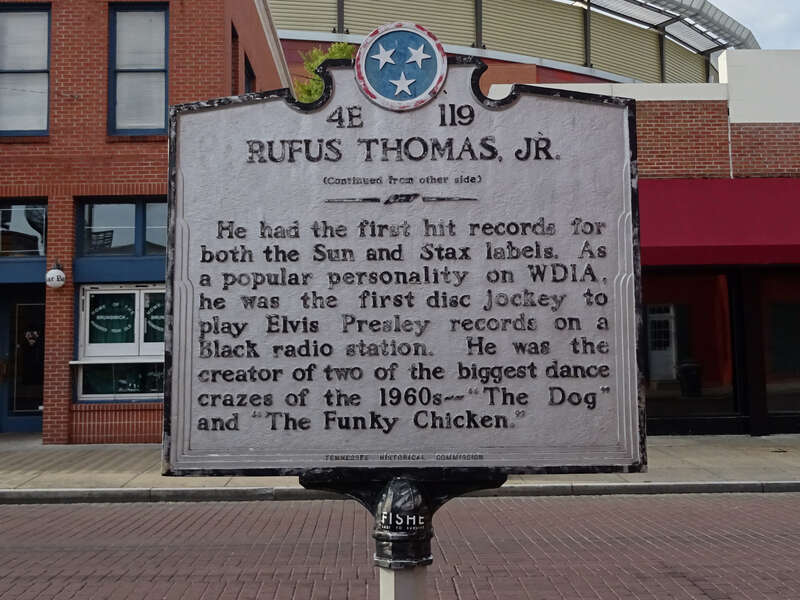 4E 119
RUFUS THOMAS, JR.
(Continued from other side)
He had the first hit records for
both the Sun and Stax labels. As
a popular personality on WDIA,
he was the first disc jockey to
play Elvis Presley records on a
Black radio station. He was the
creator of two of the biggest dance
crazes of the 1960s--"The Dog"
and "The Funky Chicken."
TENNESSEE HISTORICAL COMMISSION
FISHE